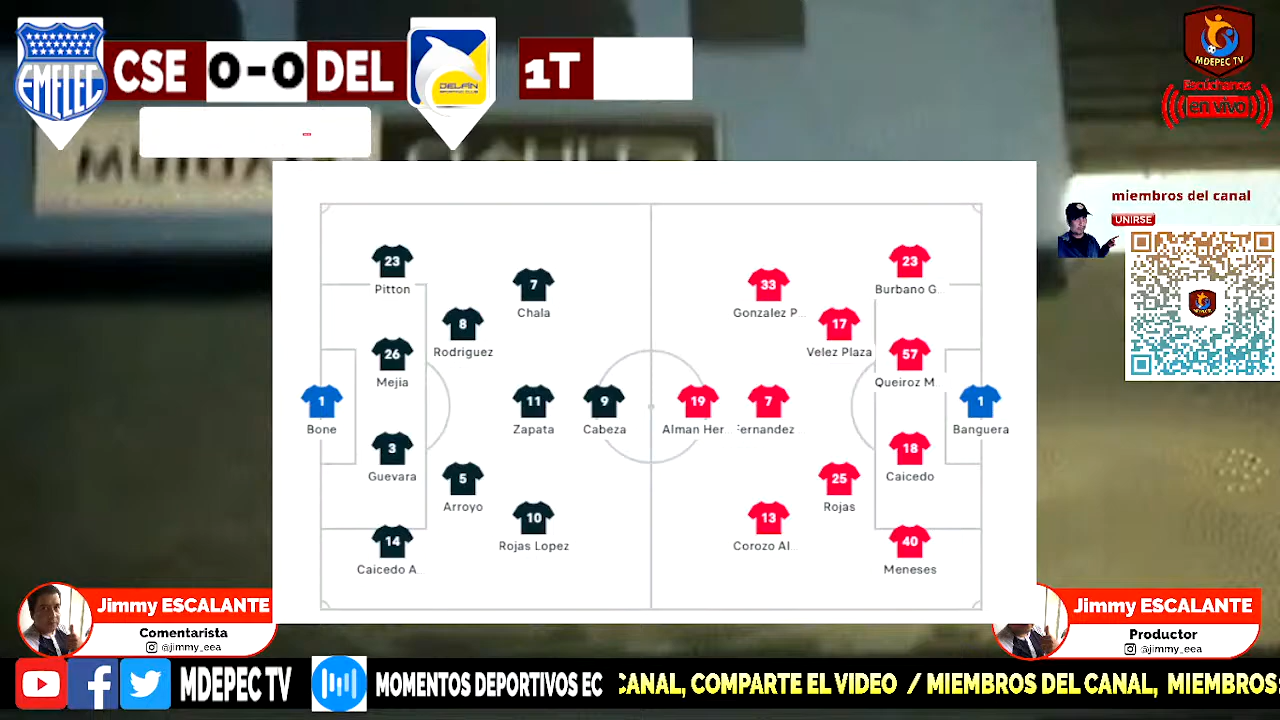 EMELEC
CSE 0-0 DEL
DELFIN
1T
MDEPEC TV
Escúchanos
en vivo
miembros del canal
UNIRSE
23
Pitton
7
Chala
8
Rodriguez
26
Mejia
1
Bone
11
Zapata
9
Cabeza
3
Guevara
5
Arroyo
10
Rojas Lopez
14
Caicedo A..
33
Gonzalez P...
23
Burbano G.
17
Velez Plaza
57
Queiroz M.
19
Alman Her...
7
Fernandez
1
Banguera
18
Caicedo
25
Rojas
13
Corozo Al...
40
Meneses
Jimmy ESCALANTE
Comentarista
@jimmy_eea
Jimmy ESCALANTE
Productor
@jimmy_eea
MDEPEC TV
MOMENTOS DEPORTIVOS EC
CANAL, COMPARTE EL VIDEO / MIEMBROS DEL CANAL, MIEMBROS